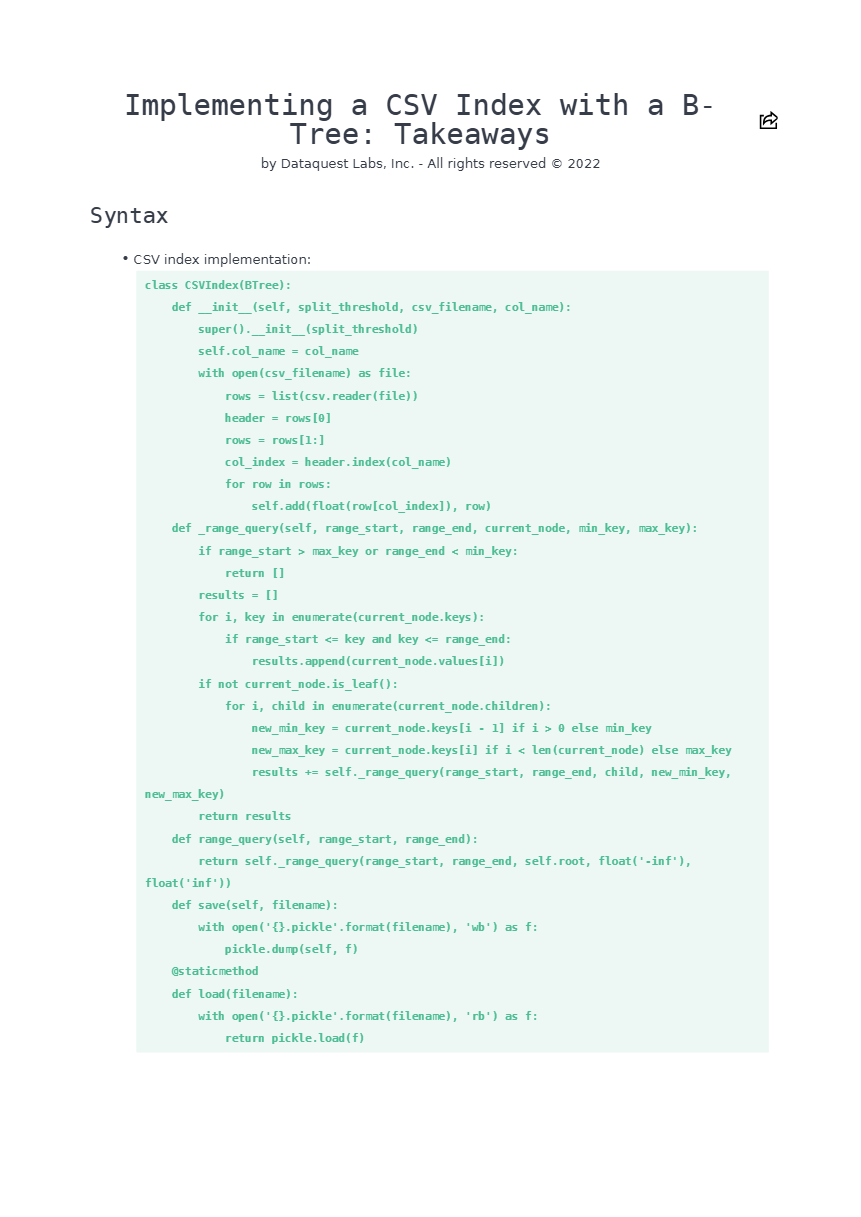 Implementing a CSV Index with a B-
Tree: Takeaways
by Dataquest Labs, Inc. - All rights reserved © 2022
Syntax
• CSV index implementation:
class CSVIndex(BTree):
    def __init__(self, split_threshold, csv_filename, col_name):
        super().__init__(split_threshold)
        self.col_name = col_name
        with open(csv_filename) as file:
            rows = list(csv.reader(file))
            header = rows[0]
            rows = rows[1:]
            col_index = header.index(col_name)
            for row in rows:
                self.add(float(row[col_index]), row)
    def _range_query(self, range_start, range_end, current_node, min_key, max_key):
        if range_start > max_key or range_end < min_key:
            return []
        results = []
        for i, key in enumerate(current_node.keys):
            if range_start <= key and key <= range_end:
                results.append(current_node.values[i])
        if not current_node.is_leaf():
            for i, child in enumerate(current_node.children):
                new_min_key = current_node.keys[i - 1] if i > 0 else min_key
                new_max_key = current_node.keys[i] if i < len(current_node) else max_key
                results += self._range_query(range_start, range_end, child, new_min_key,
new_max_key)
        return results
    def range_query(self, range_start, range_end):
        return self._range_query(range_start, range_end, self.root, float('-inf'),
float('inf'))
    def save(self, filename):
        with open('{}.pickle'.format(filename), 'wb') as f:
            pickle.dump(self, f)
    @staticmethod
    def load(filename):
        with open('{}.pickle'.format(filename), 'rb') as f:
            return pickle.load(f)